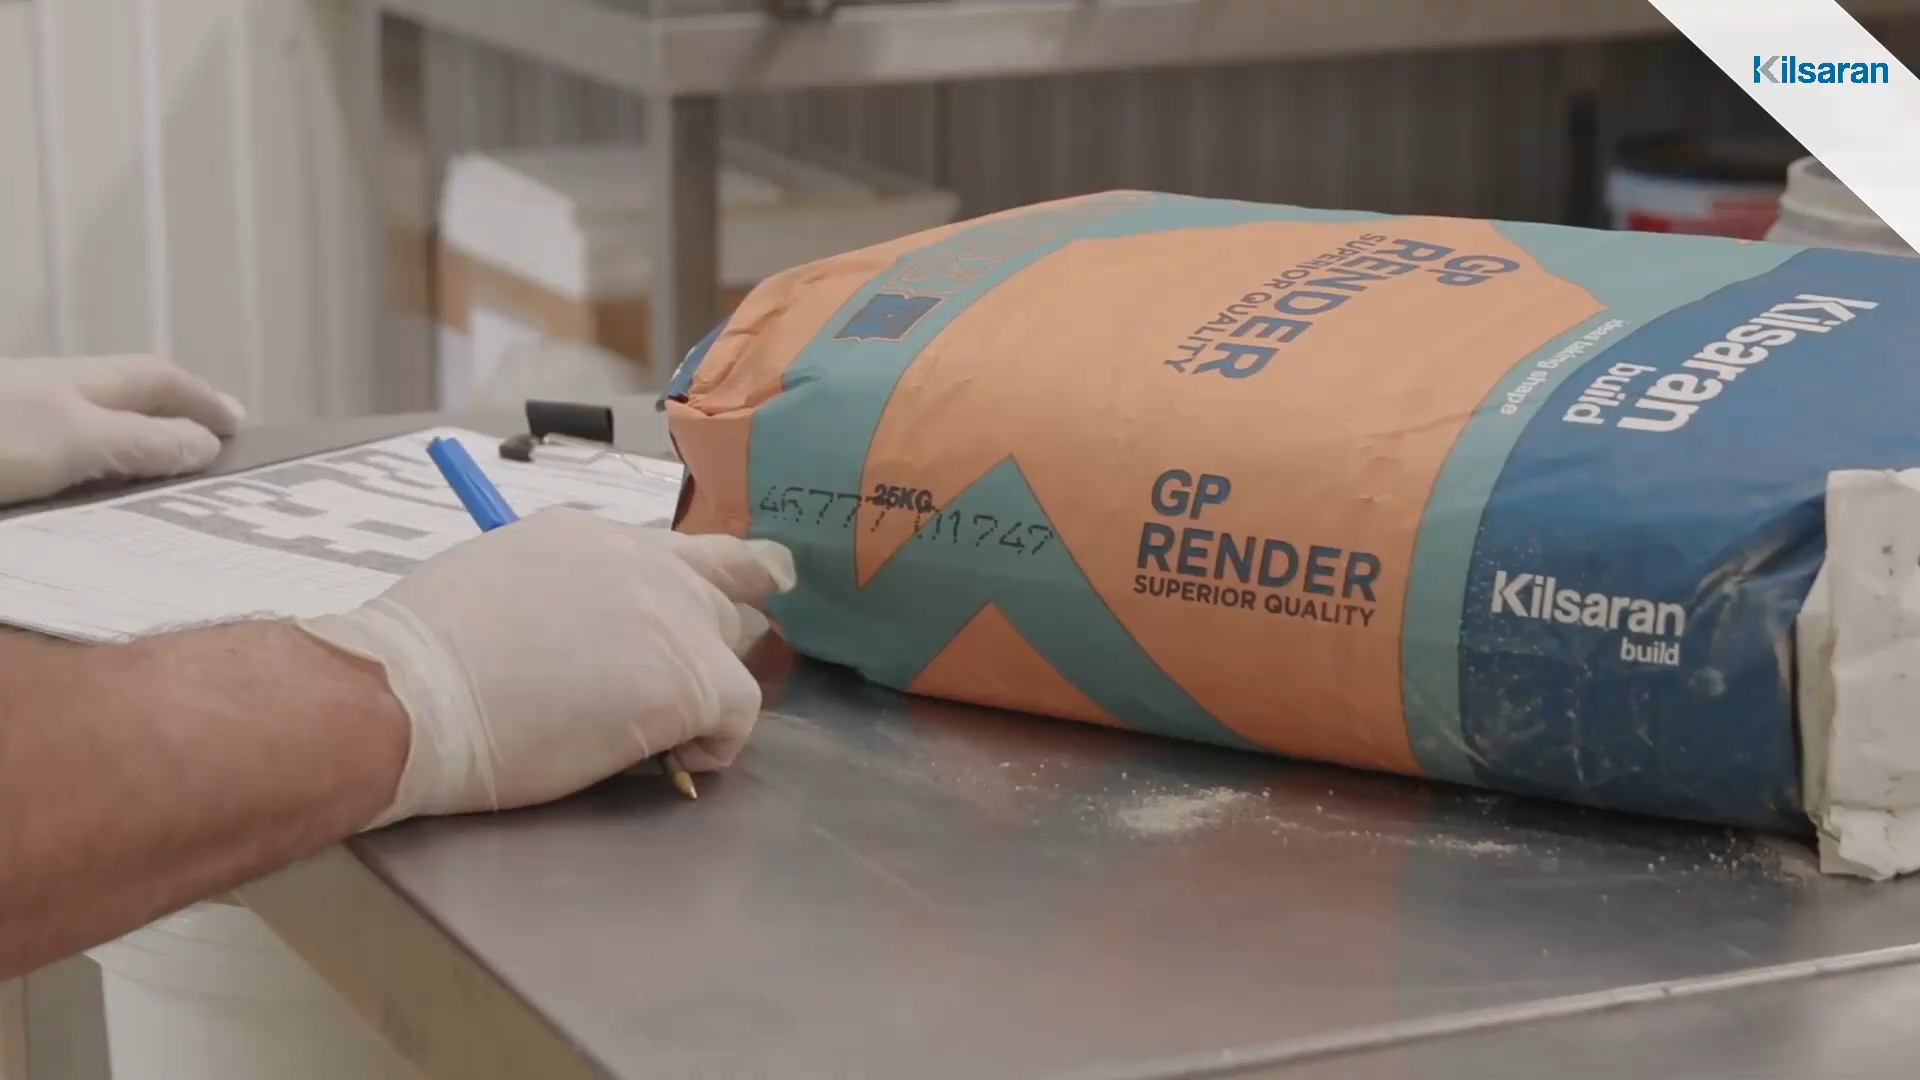 Kilsaran
GP
RENDER
SUPERIOR QUALITY
Kilsaran
build
ideas taking shape
25KG
GP
RENDER
SUPERIOR QUALITY
Kilsaran
build